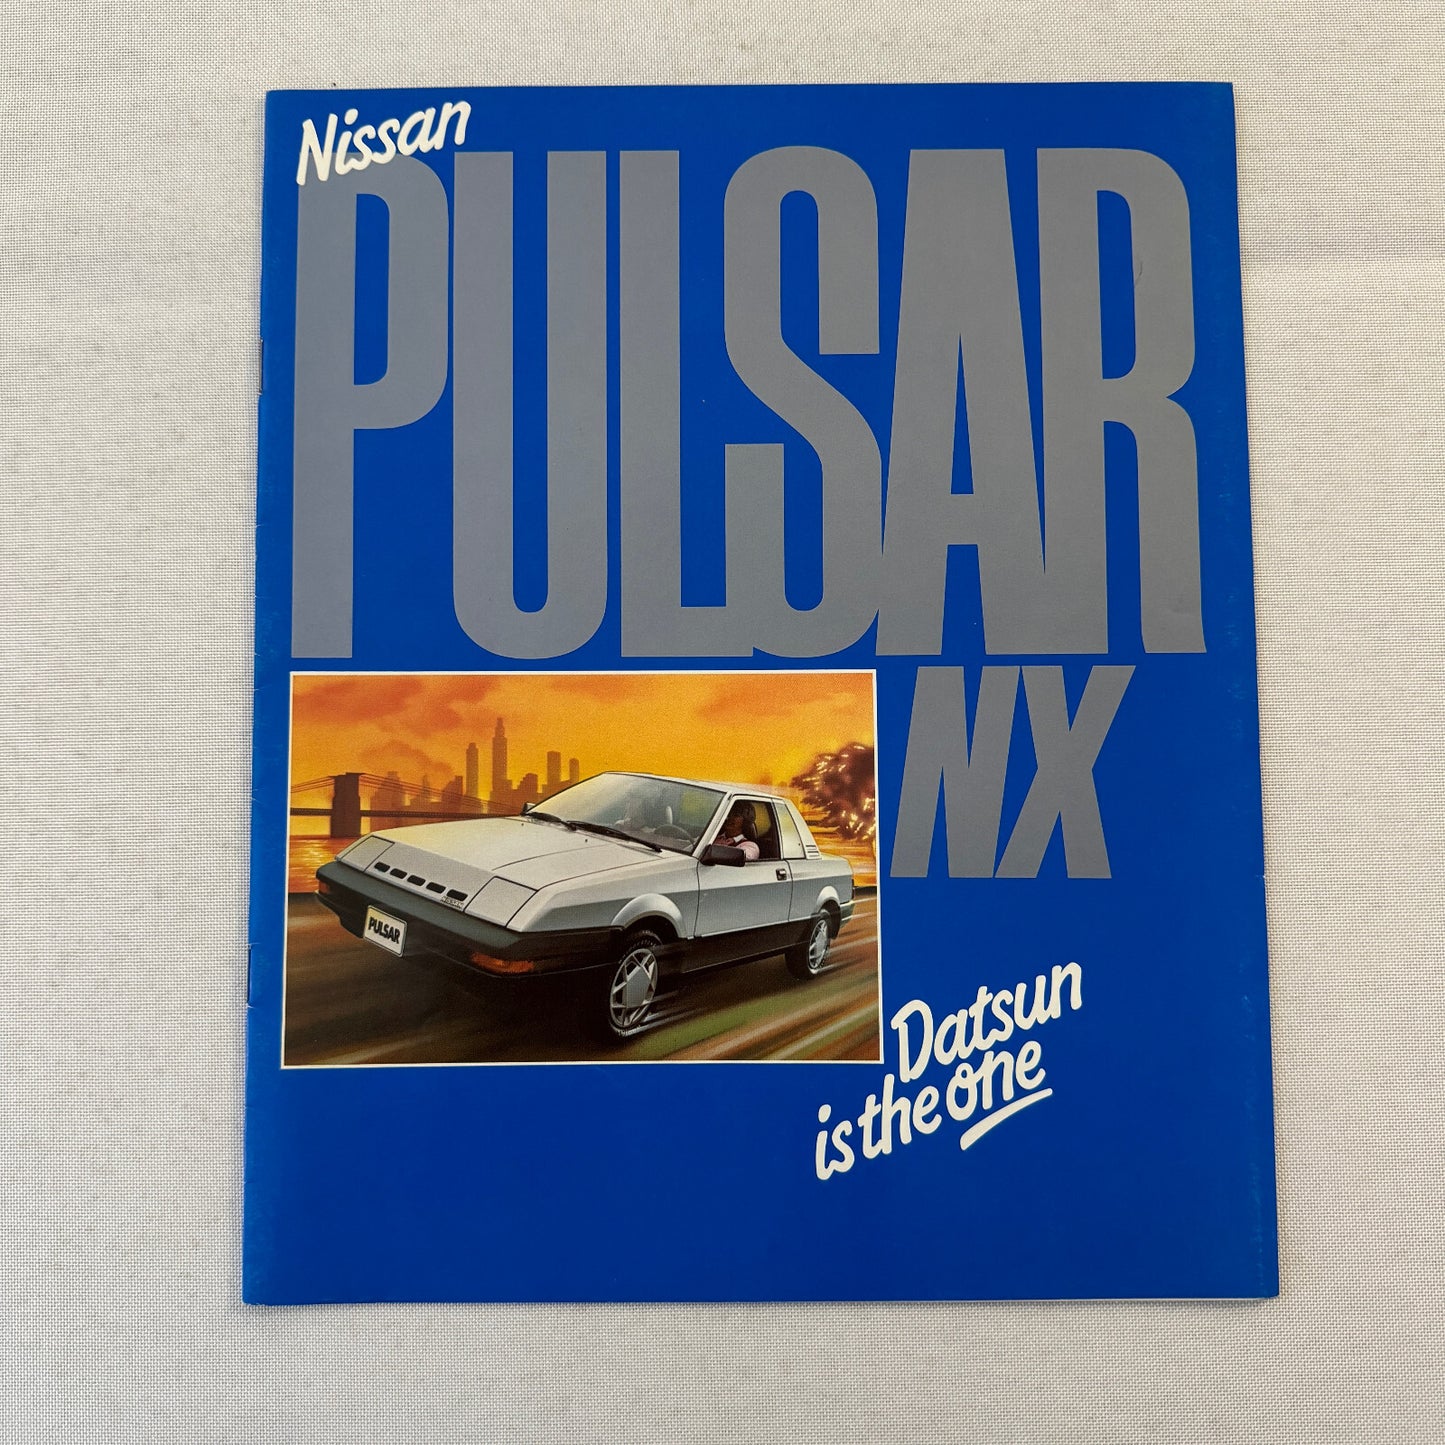 Nissan
PULSAR
NX
PULSAR
Datsun
is the one